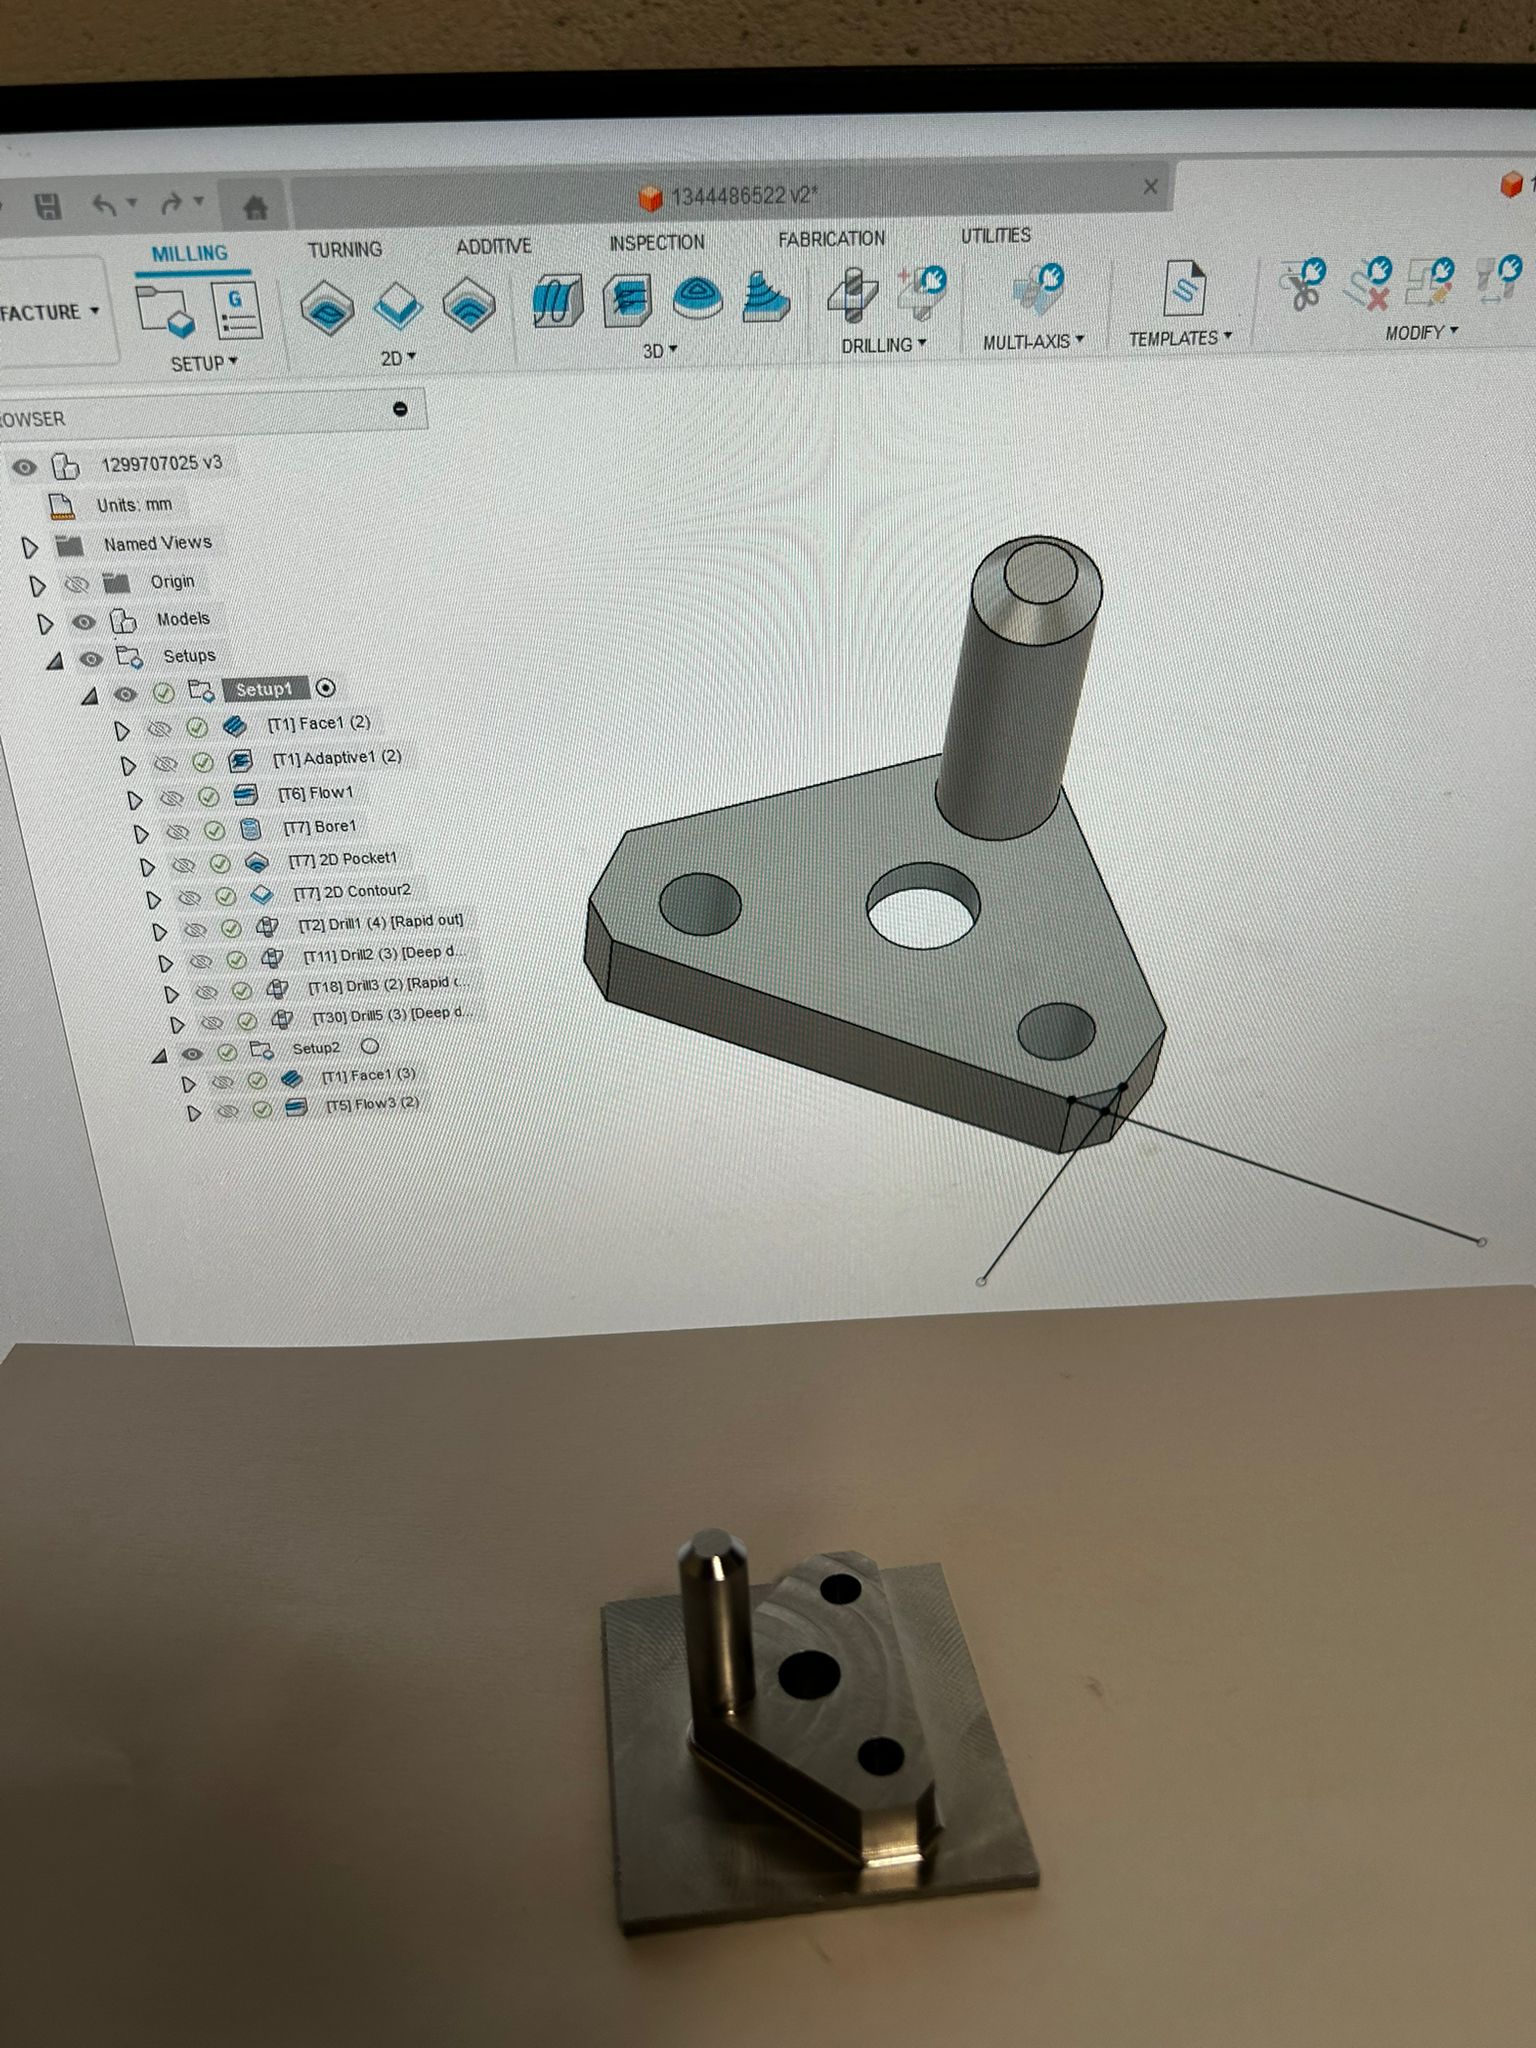 1344486522 v2*
MILLING TURNING ADDITIVE INSPECTION FABRICATION UTILITIES
FACTURE
G
SETUP 2D 3D DRILLING MULTI-AXIS TEMPLATES MODIFY
OWSER
1299707025 v3
Units: mm
Named Views
Origin
Models
Setups
Setup1
[T1] Face1 (2)
[T1] Adaptive1 (2)
[T6] Flow1
[T7] Bore1
[T7] 2D Pocket1
[T7] 2D Contour2
[T2] Drill1 (4) [Rapid out]
[T11] Drill2 (3) [Deep d...
[T18] Drill3 (2) [Rapid (...
[T30] Drill5 (3) [Deep d...
Setup2
[T1] Face1 (3)
[T5] Flow3 (2)